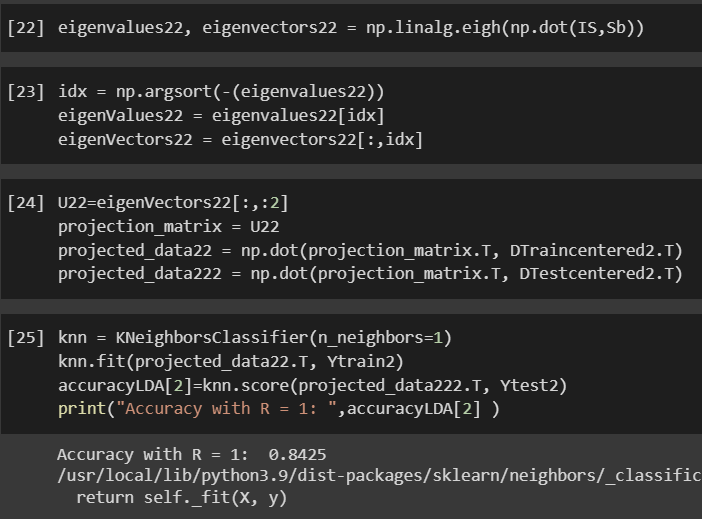 [22] eigenvalues22, eigenvectors22 = np.linalg.eigh(np.dot(IS,Sb))
[23] idx = np.argsort(-(eigenvalues22))
eigenValues22 = eigenvalues22[idx]
eigenVectors22 = eigenvectors22[:,idx]
[24] U22=eigenVectors22[:,:2]
projection_matrix = U22
projected_data22 = np.dot(projection_matrix.T, DTraincentered2.T)
projected_data222 = np.dot(projection_matrix.T, DTestcentered2.T)
[25] knn = KNeighborsClassifier(n_neighbors=1)
knn.fit(projected_data22.T, Ytrain2)
accuracyLDA[2]=knn.score(projected_data222.T, Ytest2)
print("Accuracy with R = 1: ",accuracyLDA[2] )
Accuracy with R = 1:  0.8425
/usr/local/lib/python3.9/dist-packages/sklearn/neighbors/_classific
return self._fit(X, y)